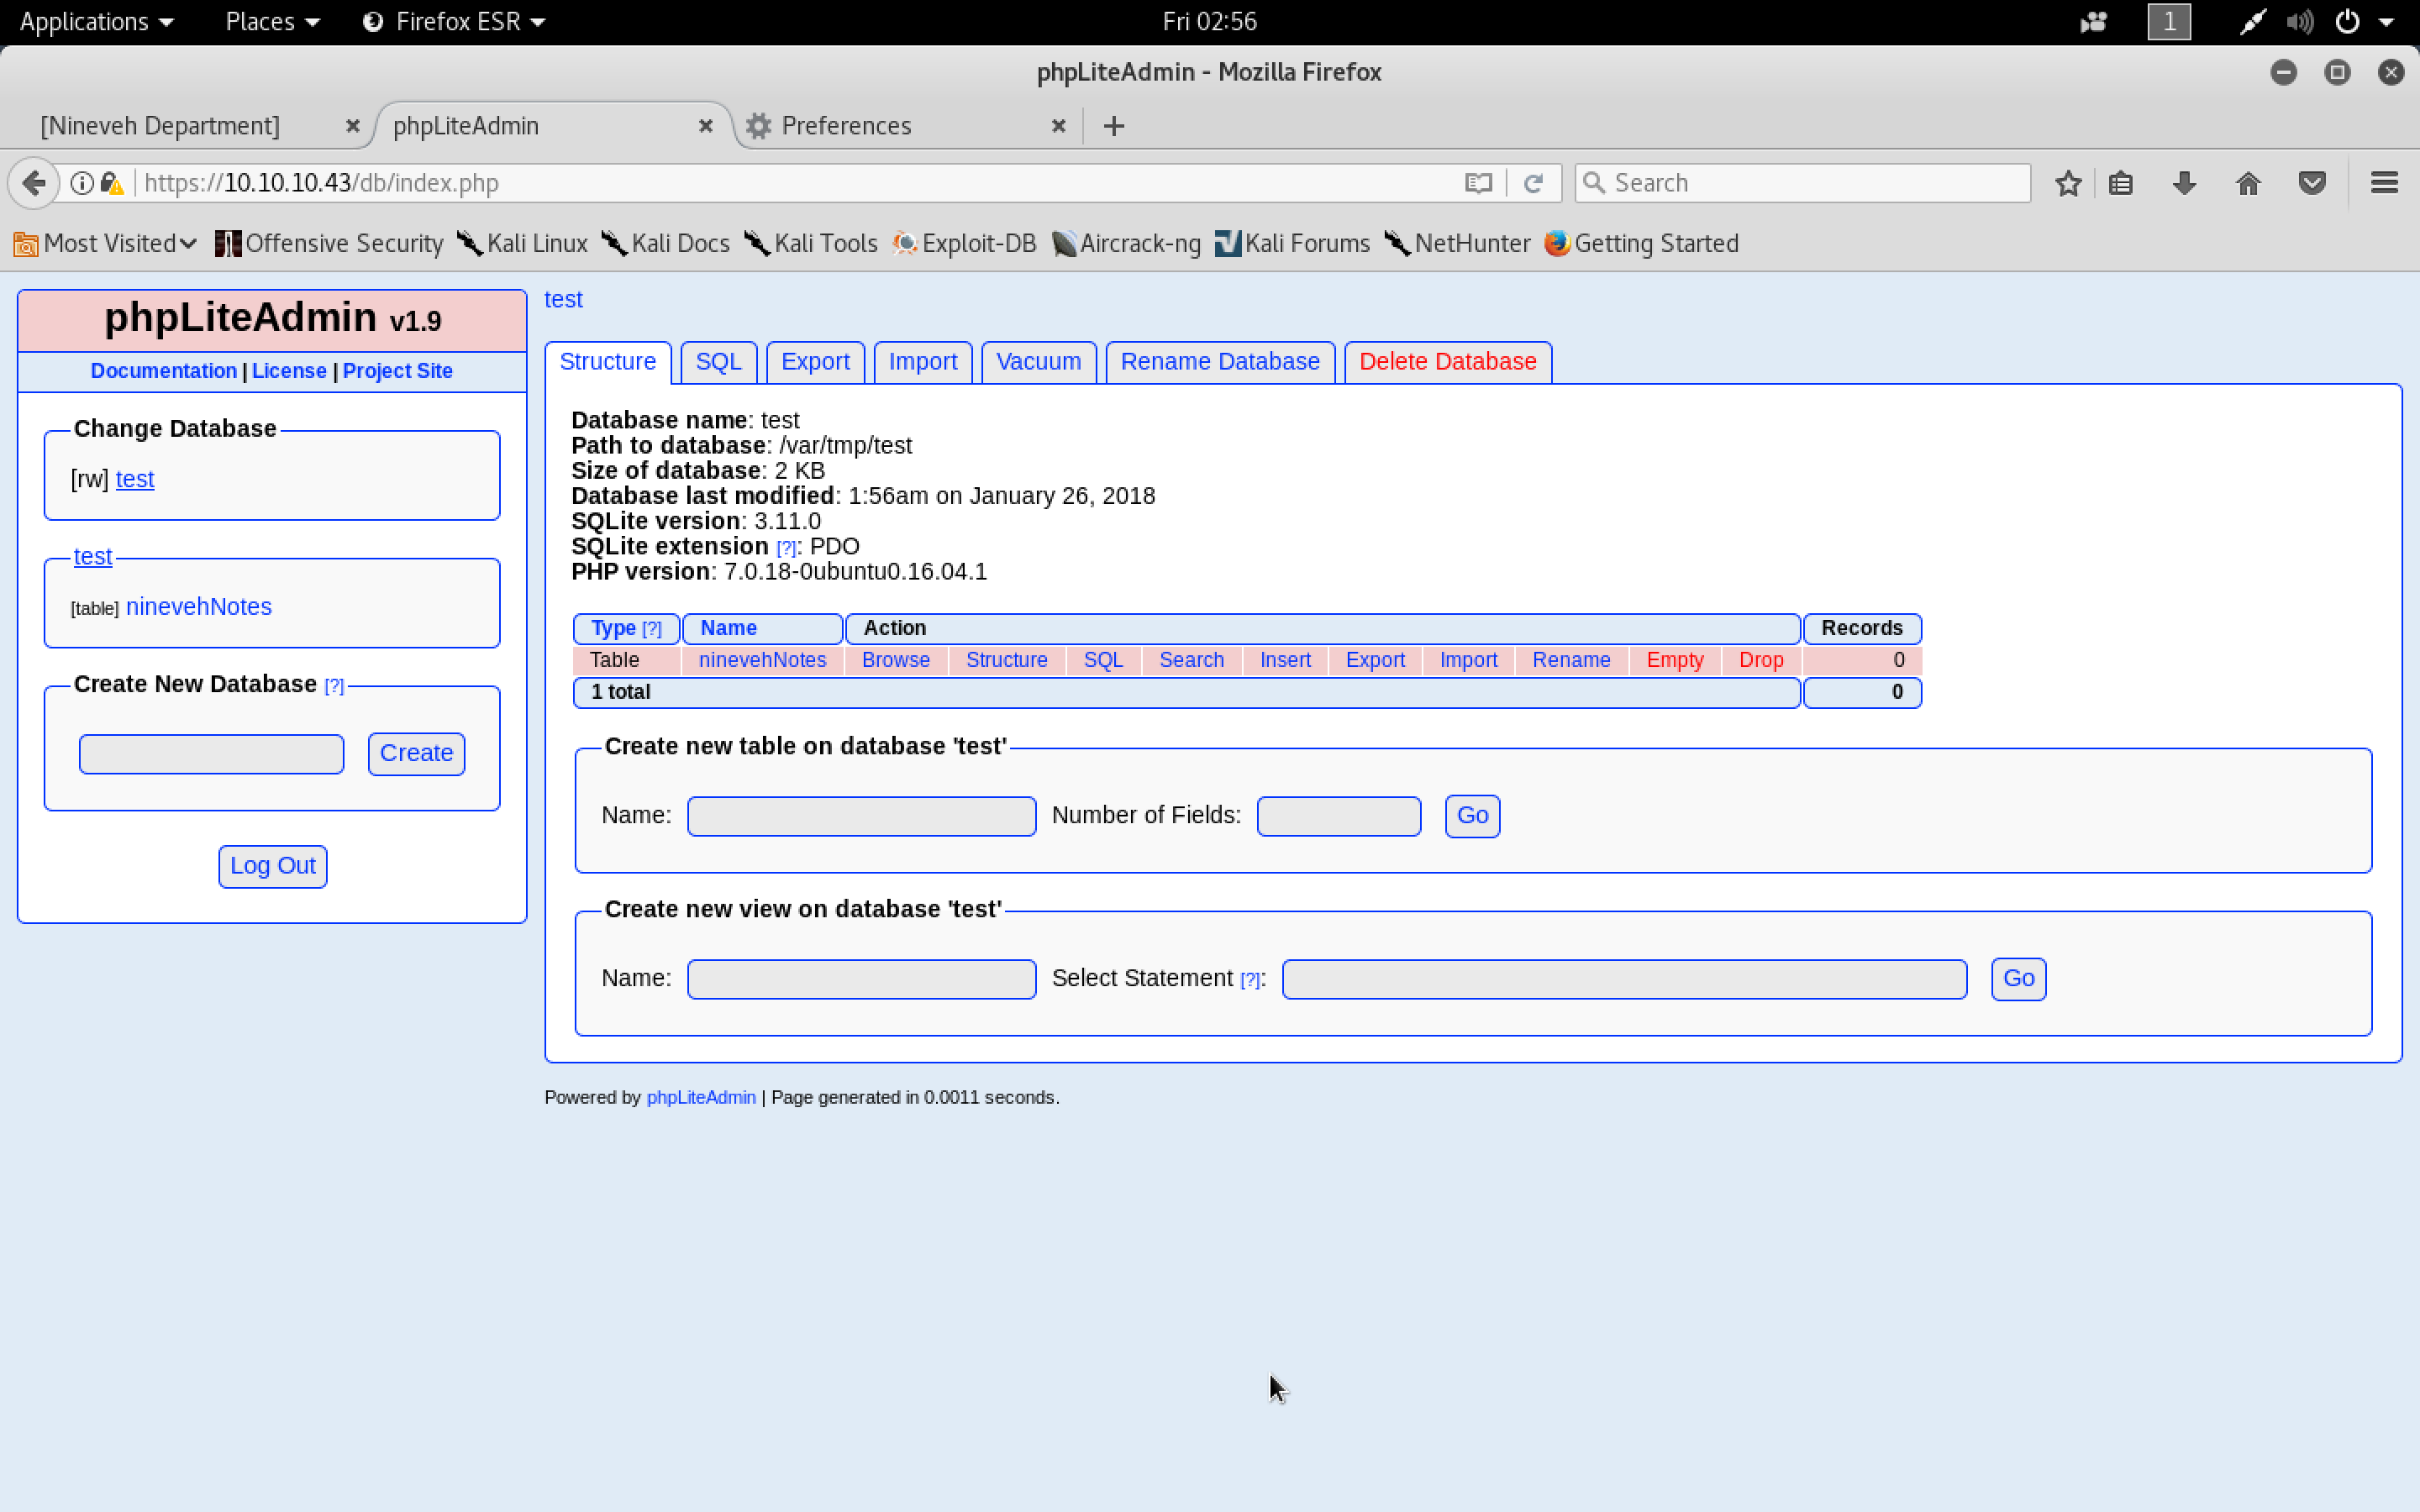 Applications Places Firefox ESR Fri 02:56 1
phpLiteAdmin - Mozilla Firefox
[Nineveh Department] phpLiteAdmin Preferences
https://10.10.10.43/db/index.php Search
Most Visited Offensive Security Kali Linux Kali Docs Kali Tools Exploit-DB Aircrack-ng Kali Forums NetHunter Getting Started
phpLiteAdmin v1.9
Documentation | License | Project Site
Change Database
[rw] test
test
[table] ninevehNotes
Create New Database [?]
Create
Log Out
test
Structure SQL Export Import Vacuum Rename Database Delete Database
Database name: test
Path to database: /var/tmp/test
Size of database: 2 KB
Database last modified: 1:56am on January 26, 2018
SQLite version: 3.11.0
SQLite extension [?]: PDO
PHP version: 7.0.18-0ubuntu0.16.04.1
Type [?] Name Action Records
Table ninevehNotes Browse Structure SQL Search Insert Export Import Rename Empty Drop 0
1 total 0
Create new table on database 'test'
Name: Number of Fields: Go
Create new view on database 'test'
Name: Select Statement [?]: Go
Powered by phpLiteAdmin | Page generated in 0.0011 seconds.